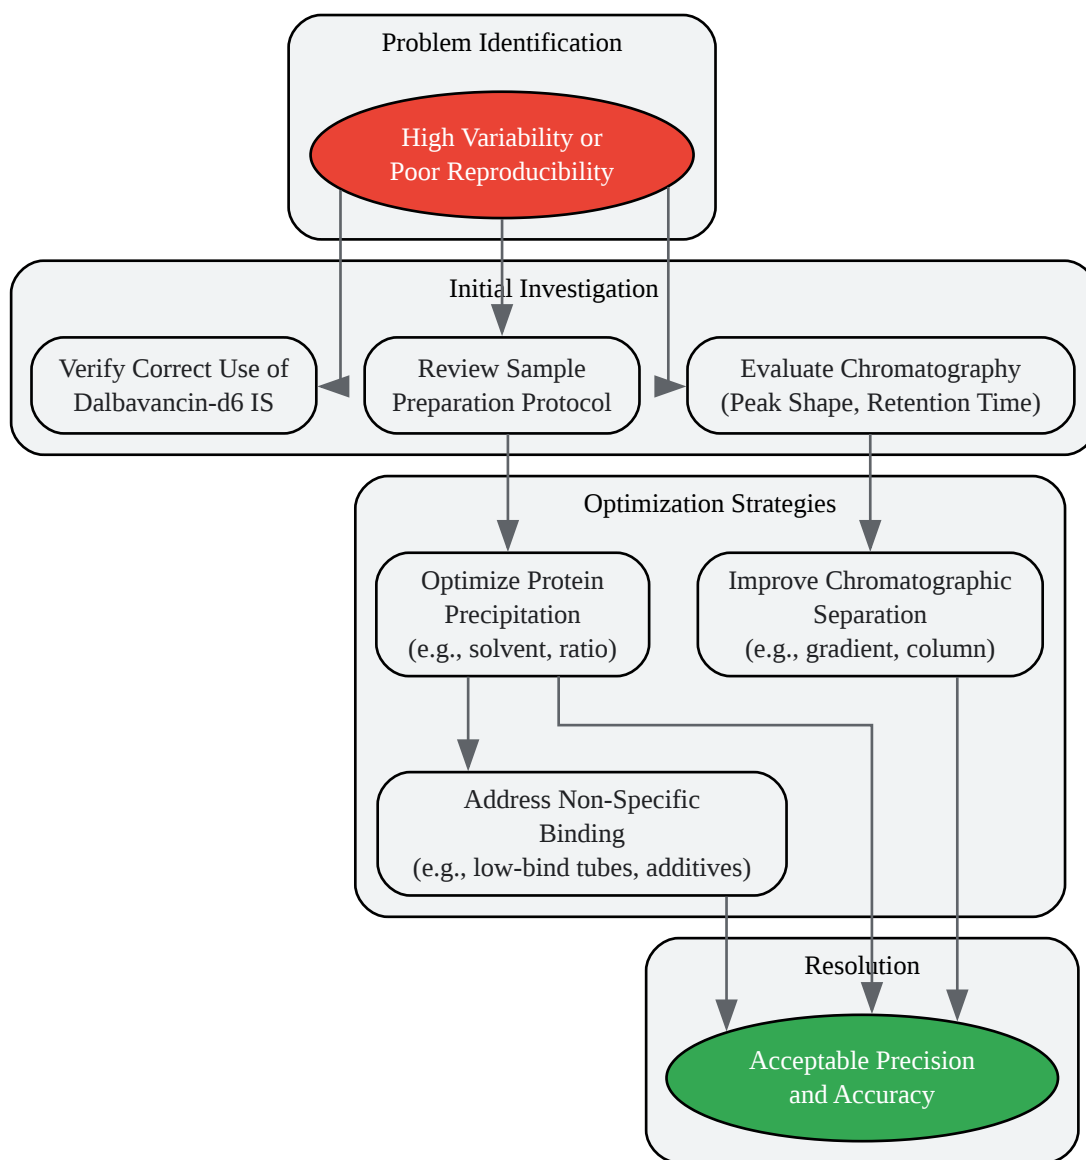 Problem Identification
High Variability or
Poor Reproducibility
Initial Investigation
Verify Correct Use of
Dalbavancin-d6 IS
Review Sample
Preparation Protocol
Evaluate Chromatography
(Peak Shape, Retention Time)
Optimization Strategies
Optimize Protein
Precipitation
(e.g., solvent, ratio)
Improve Chromatographic
Separation
(e.g., gradient, column)
Address Non-Specific
Binding
(e.g., low-bind tubes, additives)
Resolution
Acceptable Precision
and Accuracy